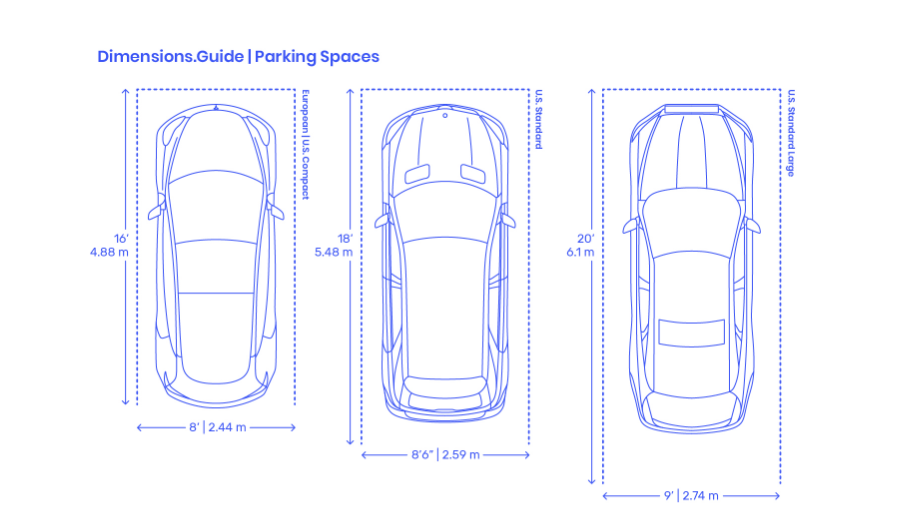 Dimensions.Guide | Parking Spaces
European | U.S. Compact
16'
4.88 m
8' | 2.44 m
U.S. Standard
18'
5.48 m
8'6" | 2.59 m
U.S. Standard Large
20'
6.1 m
9' | 2.74 m